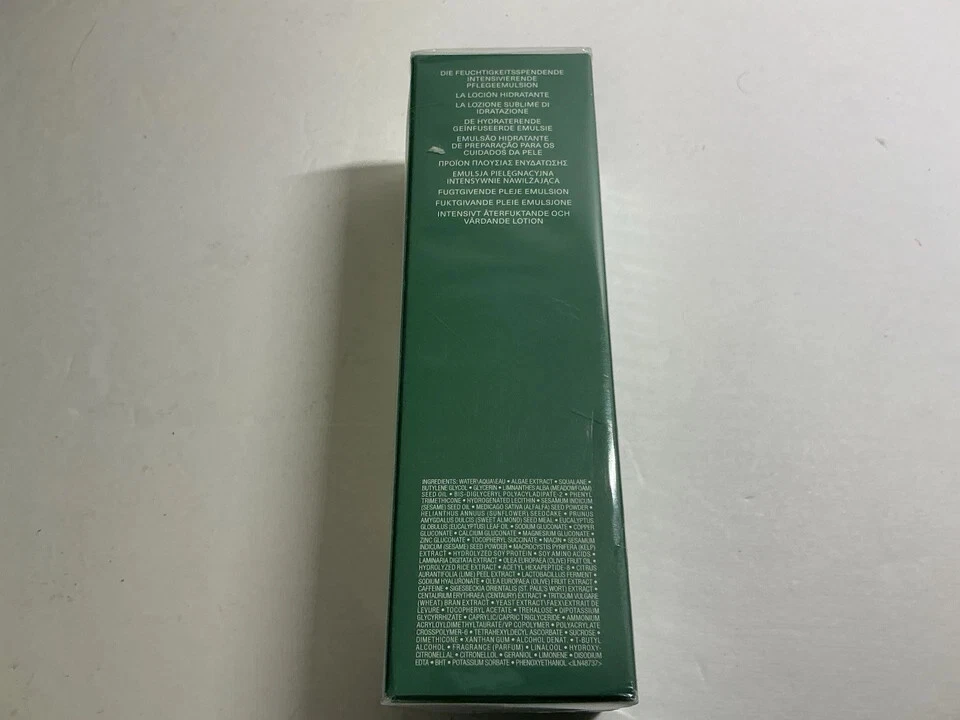 DIE FEUCHTIGKEITSSPENDENDE
INTENSIVIERENDE
PFLEGEEMULSION
LA LOCIÓN HIDRATANTE
LA LOZIONE SUBLIME DI
IDRATAZIONE
DE HYDRATERENDE
GEÏNFUSEERDE EMULSIE
EMULSÃO HIDRATANTE
DE PREPARAÇÃO PARA OS
CUIDADOS DA PELE
ΠΡΟΪΟΝ ΠΛΟΥΣΙΑΣ ΕΝΥΔΑΤΩΣΗΣ
EMULSJA PIELĘGNACYJNA
INTENSYWNIE NAWILŻAJĄCA
FUGTGIVENDE PLEJE EMULSION
FUKTGIVANDE PLEIE EMULSJONE
INTENSIVT ÅTERFUKTANDE OCH
VÅRDANDE LOTION
INGREDIENTS: WATER\AQUA\EAU • ALGAE EXTRACT • SQUALANE •
BUTYLENE GLYCOL • GLYCERIN • LIMNANTHES ALBA (MEADOWFOAM)
SEED OIL • BIS-DIGLYCERYL POLYACYLADIPATE-2 • PHENYL
TRIMETHICONE • HYDROGENATED LECITHIN • SESAMUM INDICUM
(SESAME) SEED OIL • MEDICAGO SATIVA (ALFALFA) SEED POWDER •
HELIANTHUS ANNUUS (SUNFLOWER) SEEDCAKE • PRUNUS
AMYGDALUS DULCIS (SWEET ALMOND) SEED MEAL • EUCALYPTUS
GLOBULUS (EUCALYPTUS) LEAF OIL • SODIUM GLUCONATE • COPPER
GLUCONATE • CALCIUM GLUCONATE • MAGNESIUM GLUCONATE •
ZINC GLUCONATE • TOCOPHERYL SUCCINATE • NIACIN • SESAMUM
INDICUM (SESAME) SEED POWDER • MACROCYSTIS PYRIFERA (KELP)
EXTRACT • HYDROLYZED SOY PROTEIN • SOY AMINO ACIDS •
LAMINARIA DIGITATA EXTRACT • OLEA EUROPAEA (OLIVE) FRUIT OIL •
HYDROLYZED RICE EXTRACT • ACETYL HEXAPEPTIDE-8 • CITRUS
AURANTIFOLIA (LIME) PEEL EXTRACT • LACTOBACILLUS FERMENT •
SODIUM HYALURONATE • OLEA EUROPAEA (OLIVE) FRUIT EXTRACT •
CAFFEINE • SIGESBECKIA ORIENTALIS (ST. PAUL'S WORT) EXTRACT •
CENTAURIUM ERYTHRAEA (CENTAURY) EXTRACT • TRITICUM VULGARE
(WHEAT) BRAN EXTRACT • YEAST EXTRACT\FAEX\EXTRAIT DE
LEVURE • TOCOPHERYL ACETATE • TREHALOSE • DIPOTASSIUM
GLYCYRRHIZATE • CAPRYLIC/CAPRIC TRIGLYCERIDE • AMMONIUM
ACRYLOYLDIMETHYLTAURATE/VP COPOLYMER • POLYACRYLATE
CROSSPOLYMER-6 • TETRAHEXYLDECYL ASCORBATE • SUCROSE •
DIMETHICONE • XANTHAN GUM • ALCOHOL DENAT. • T-BUTYL
ALCOHOL • FRAGRANCE (PARFUM) • LINALOOL • HYDROXY-
CITRONELLAL • CITRONELLOL • GERANIOL • LIMONENE • DISODIUM
EDTA • BHT • POTASSIUM SORBATE • PHENOXYETHANOL <ILN48737>